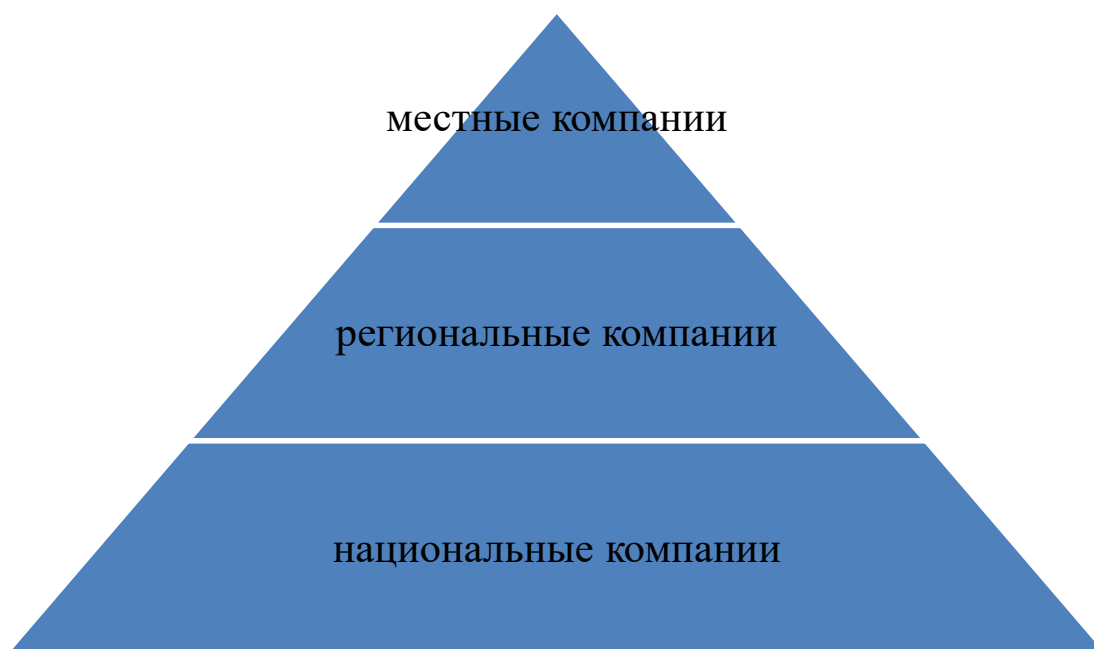 местные компании
региональные компании
национальные компании